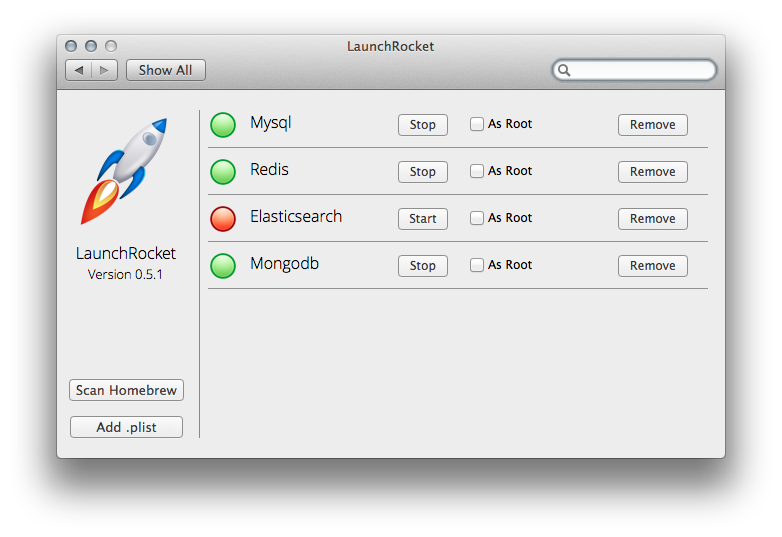 LaunchRocket
Show All
Mysql Stop As Root Remove
Redis Stop As Root Remove
Elasticsearch Start As Root Remove
Mongodb Stop As Root Remove
LaunchRocket
Version 0.5.1
Scan Homebrew
Add .plist